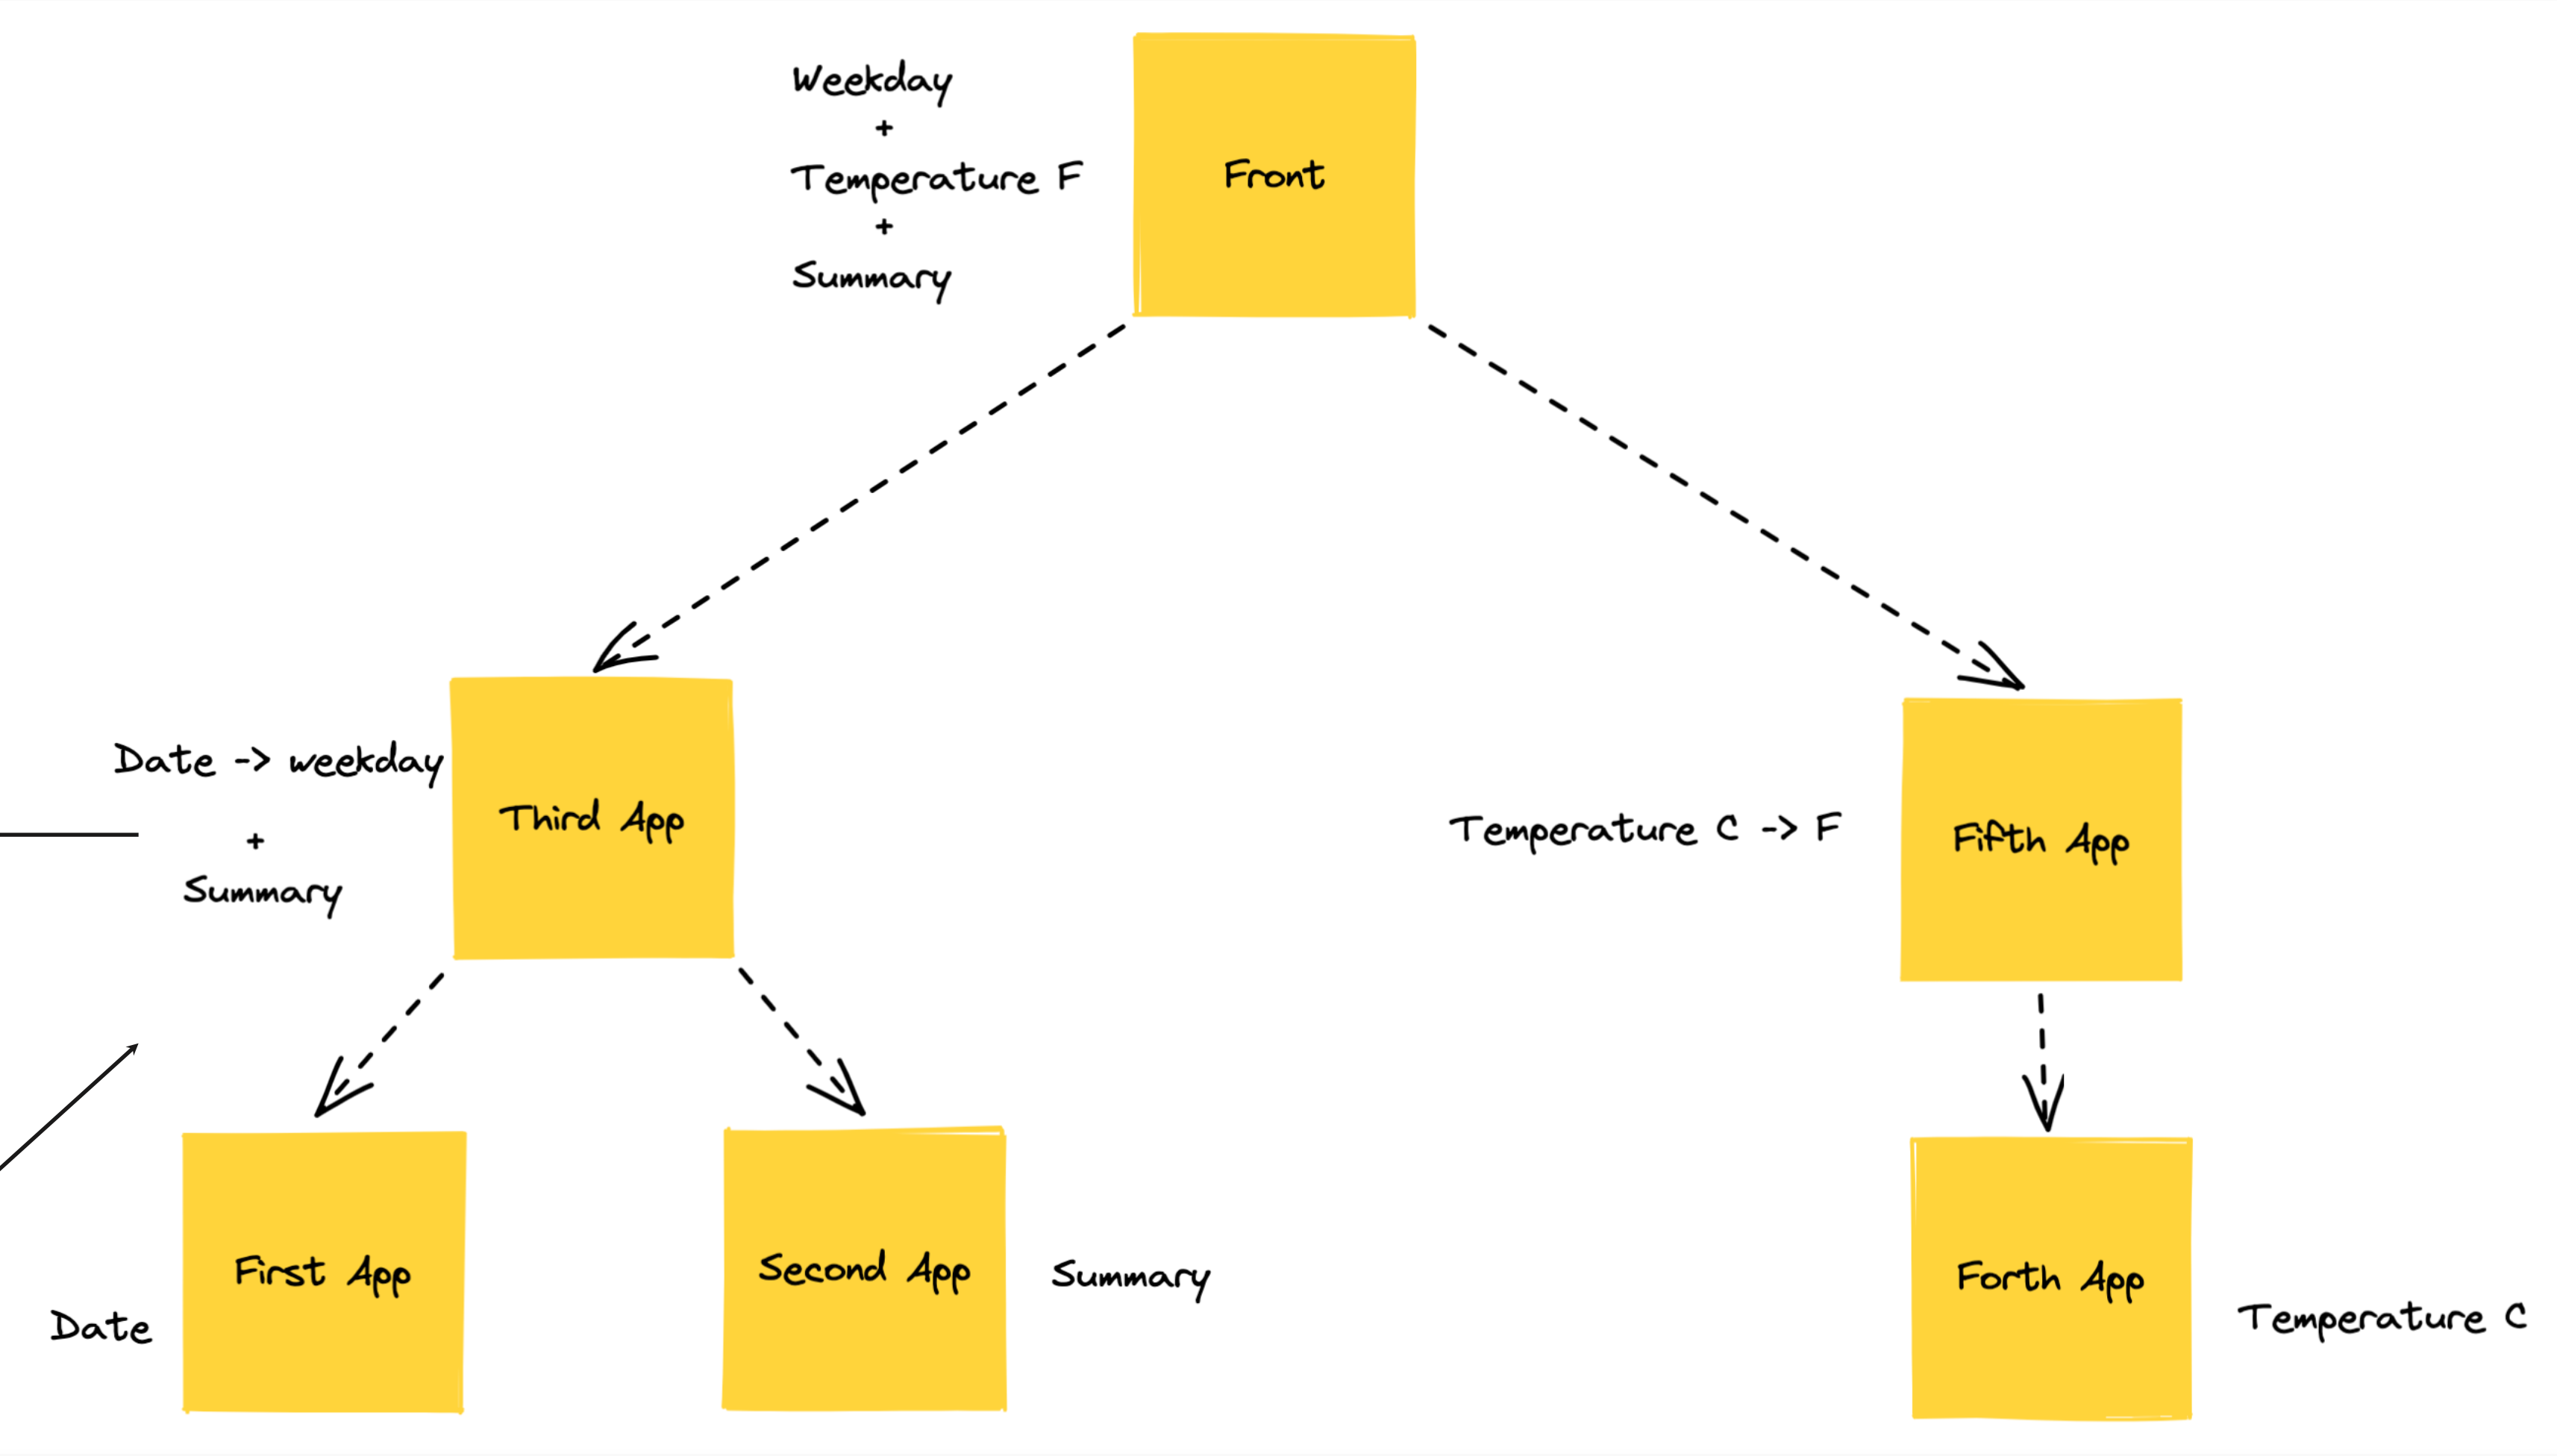 Weekday
+
Temperature F
+
Summary
Front
Date -> weekday
+
Summary
Third App
Temperature C -> F
Fifth App
Date
First App
Second App
Summary
Forth App
Temperature C